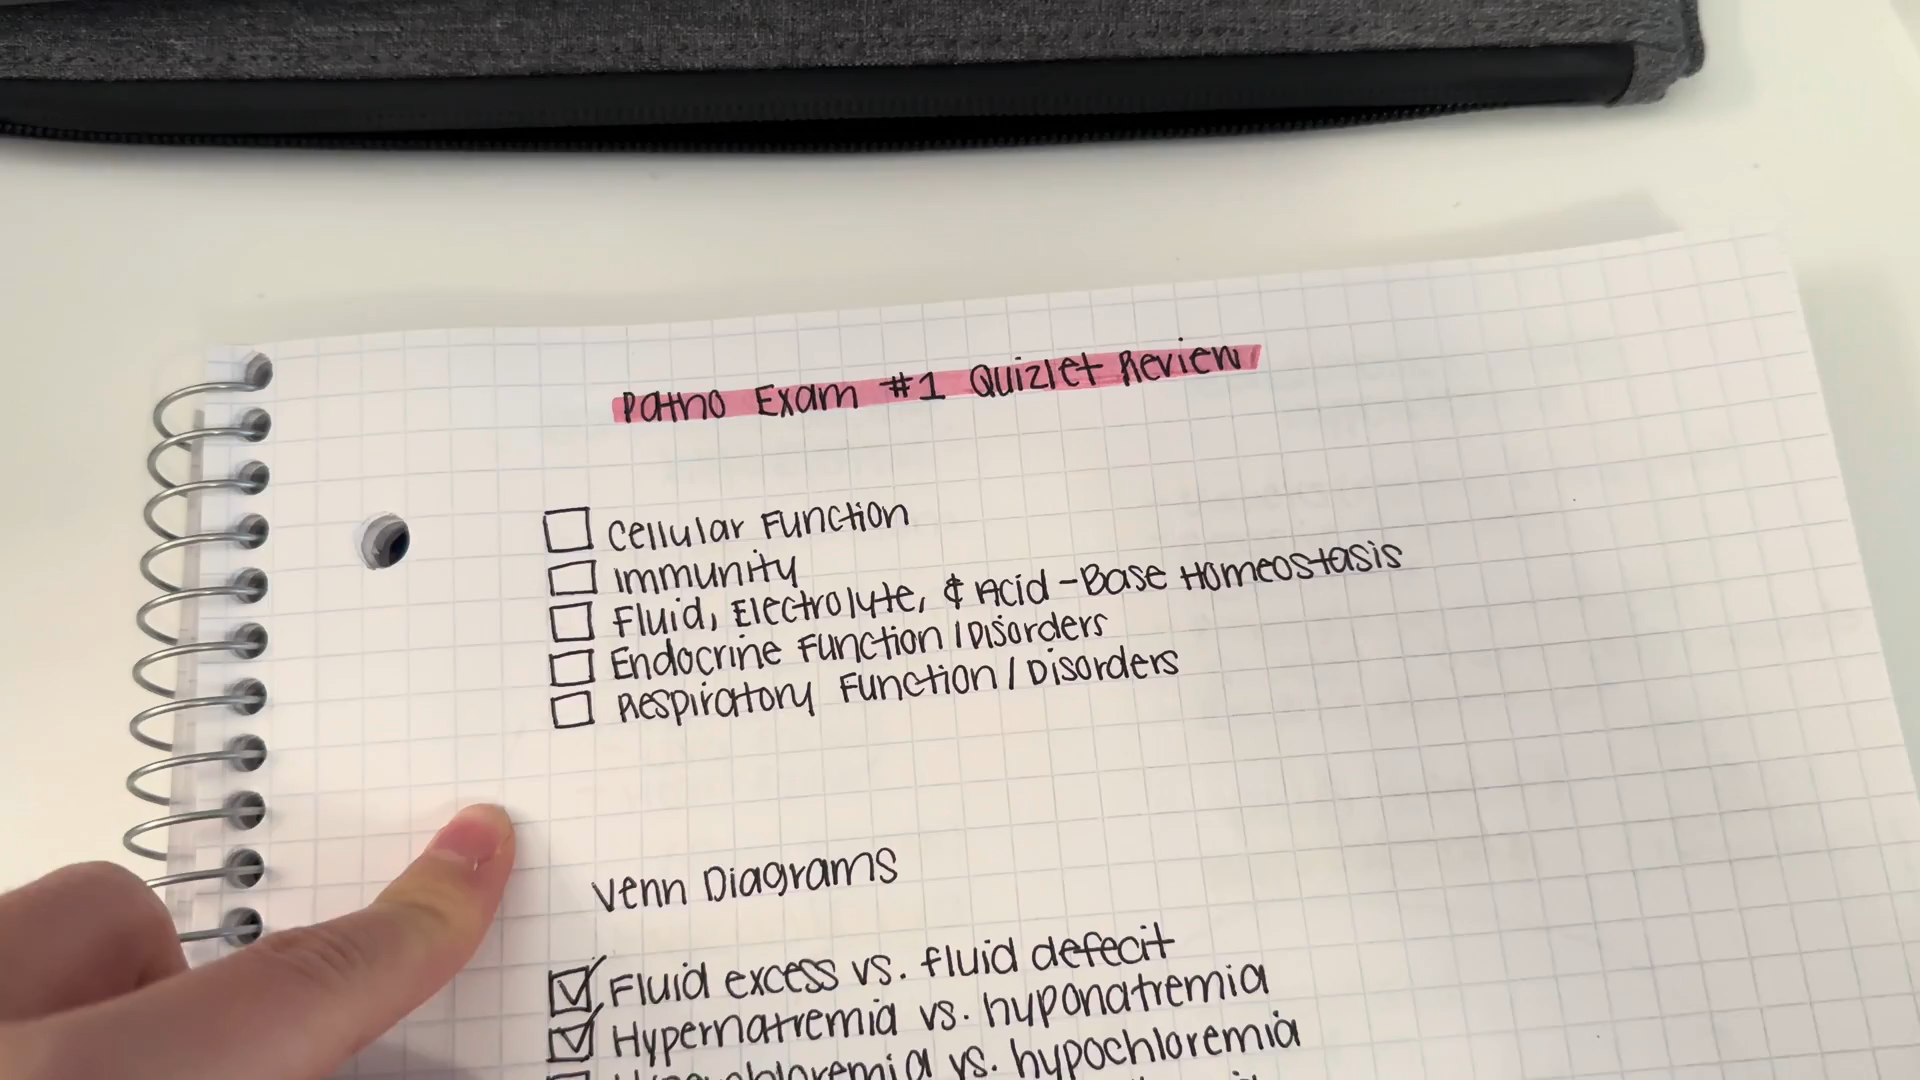 Patho Exam #1 Quizlet Review
Cellular Function
Immunity
Fluid, Electrolyte, & Acid-Base Homeostasis
Endocrine Function/Disorders
Respiratory Function/Disorders
Venn Diagrams
Fluid excess vs. fluid defecit
Hypernatremia vs. hyponatremia
vs. hypochloremia